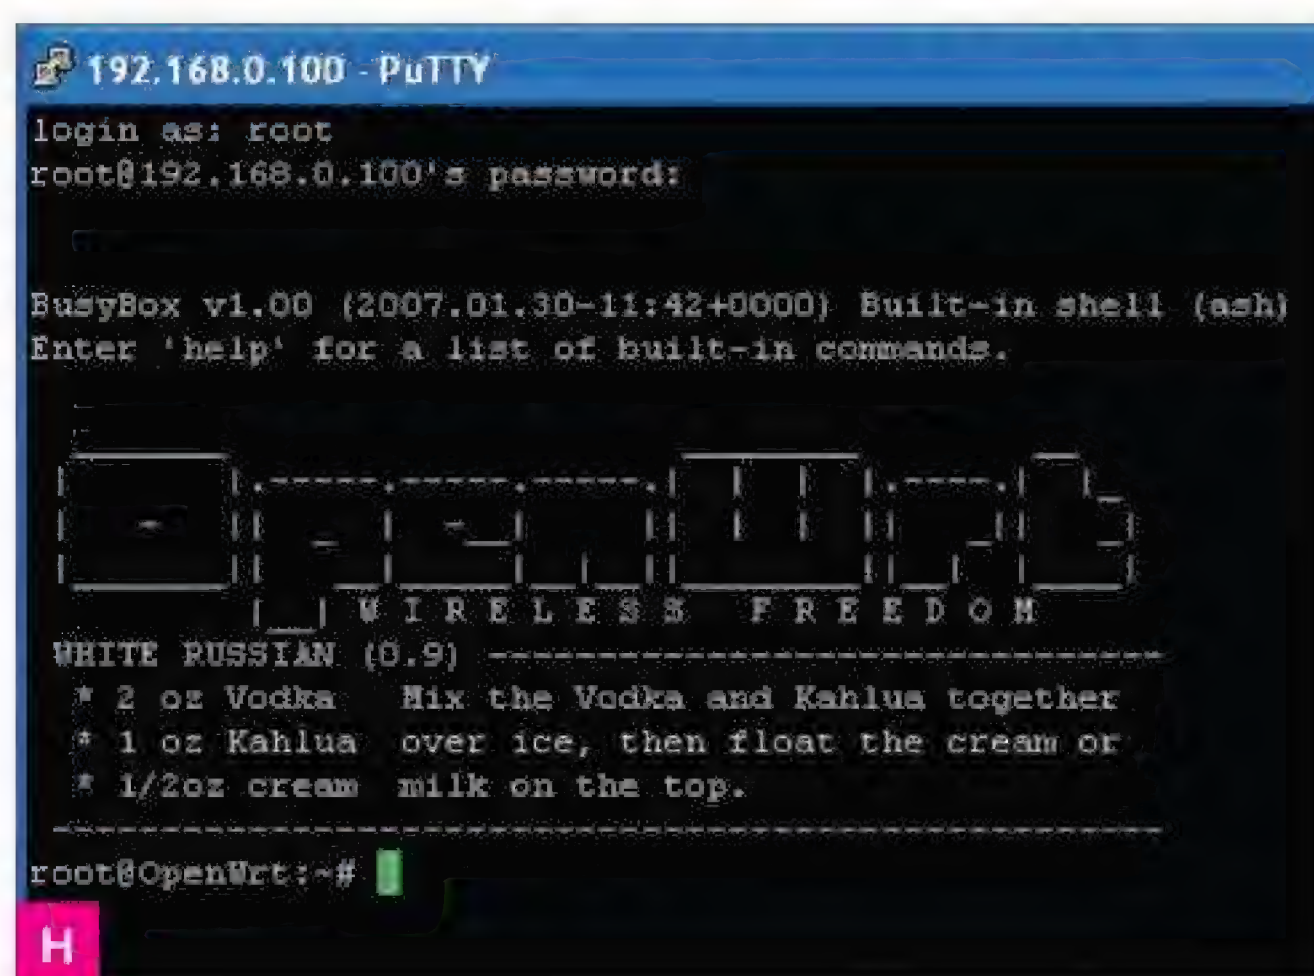 192.168.0.100 - PuTTY
login as: root
root@192.168.0.100's password:
BusyBox v1.00 (2007.01.30-11:42+0000) Built-in shell (ash)
Enter 'help' for a list of built-in commands.
OpenWrt
W I R E L E S S   F R E E D O M
WHITE RUSSIAN (0.9) -------------------------------
* 2 oz Vodka   Mix the Vodka and Kahlua together
* 1 oz Kahlua  over ice, then float the cream or
* 1/2oz cream  milk on the top.
---------------------------------------------------
root@OpenWrt:~#
H